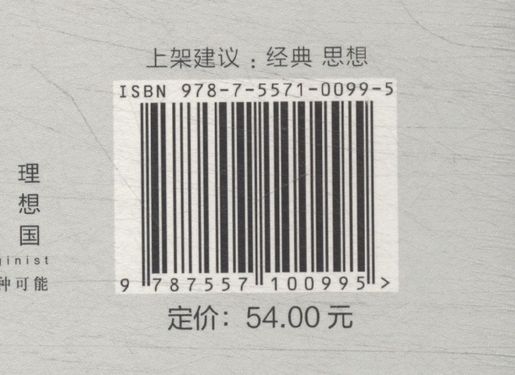 上架建议：经典 思想
ISBN 978-7-5571-0099-5
9 787557 100995 >
定价：54.00 元
理
想
国
ginist
种可能